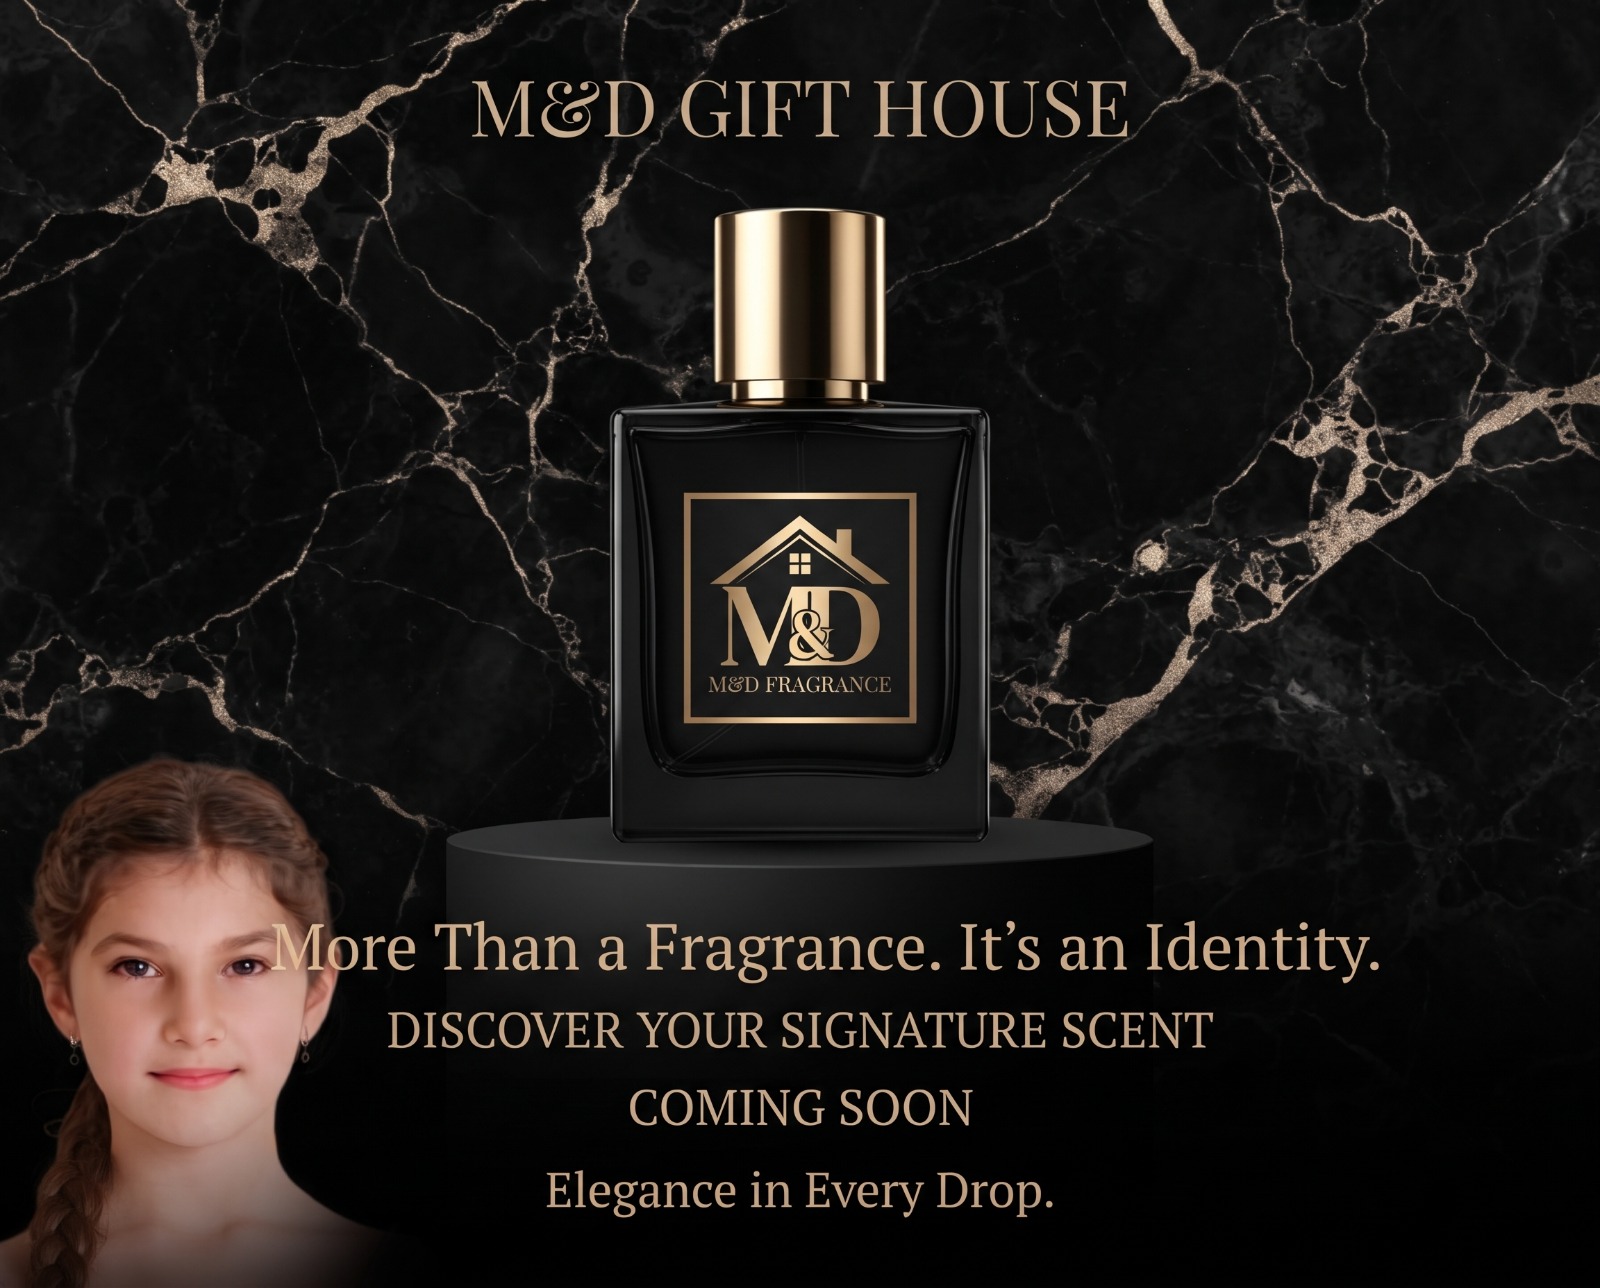 M&D GIFT HOUSE
M&D
M&D FRAGRANCE
More Than a Fragrance. It’s an Identity.
DISCOVER YOUR SIGNATURE SCENT
COMING SOON
Elegance in Every Drop.